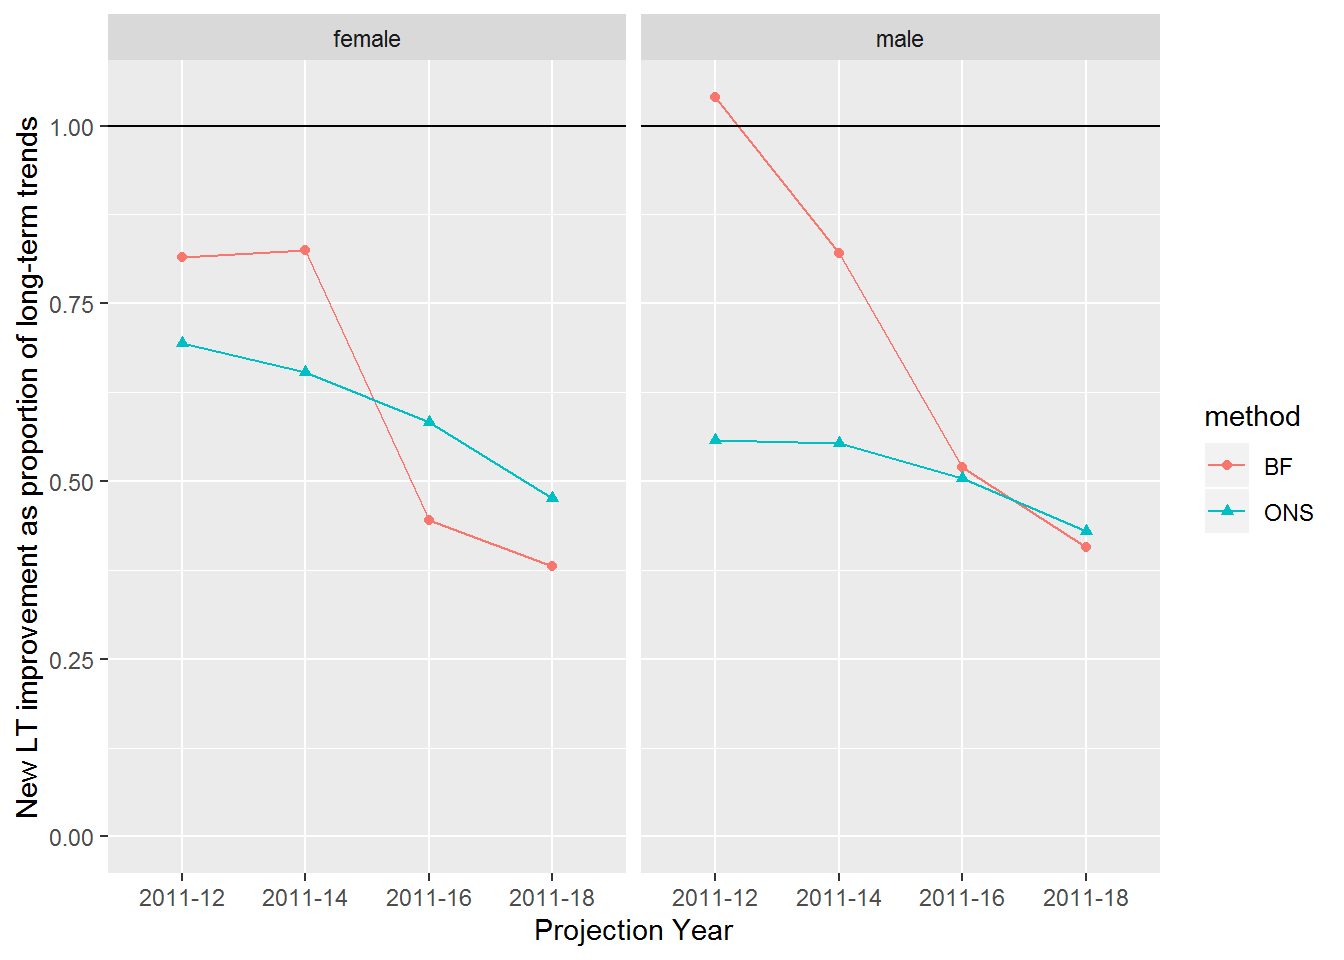 female
male
New LT improvement as proportion of long-term trends
1.00
0.75
0.50
0.25
0.00
2011-12 2011-14 2011-16 2011-18
2011-12 2011-14 2011-16 2011-18
Projection Year
method
BF
ONS